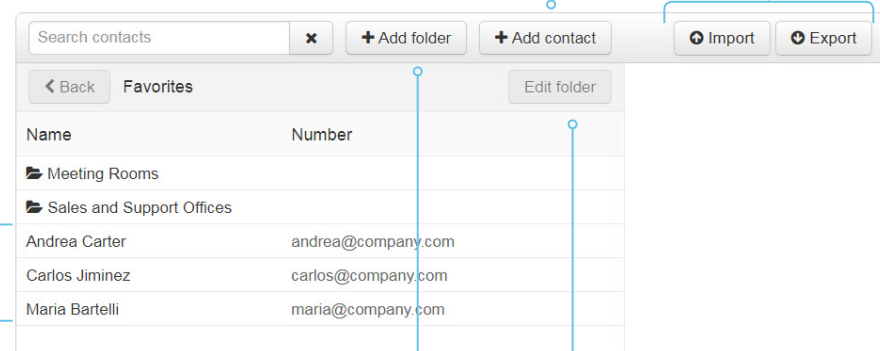 Search contacts + Add folder + Add contact Import Export
Back Favorites Edit folder
Name Number
Meeting Rooms
Sales and Support Offices
Andrea Carter andrea@company.com
Carlos Jiminez carlos@company.com
Maria Bartelli maria@company.com